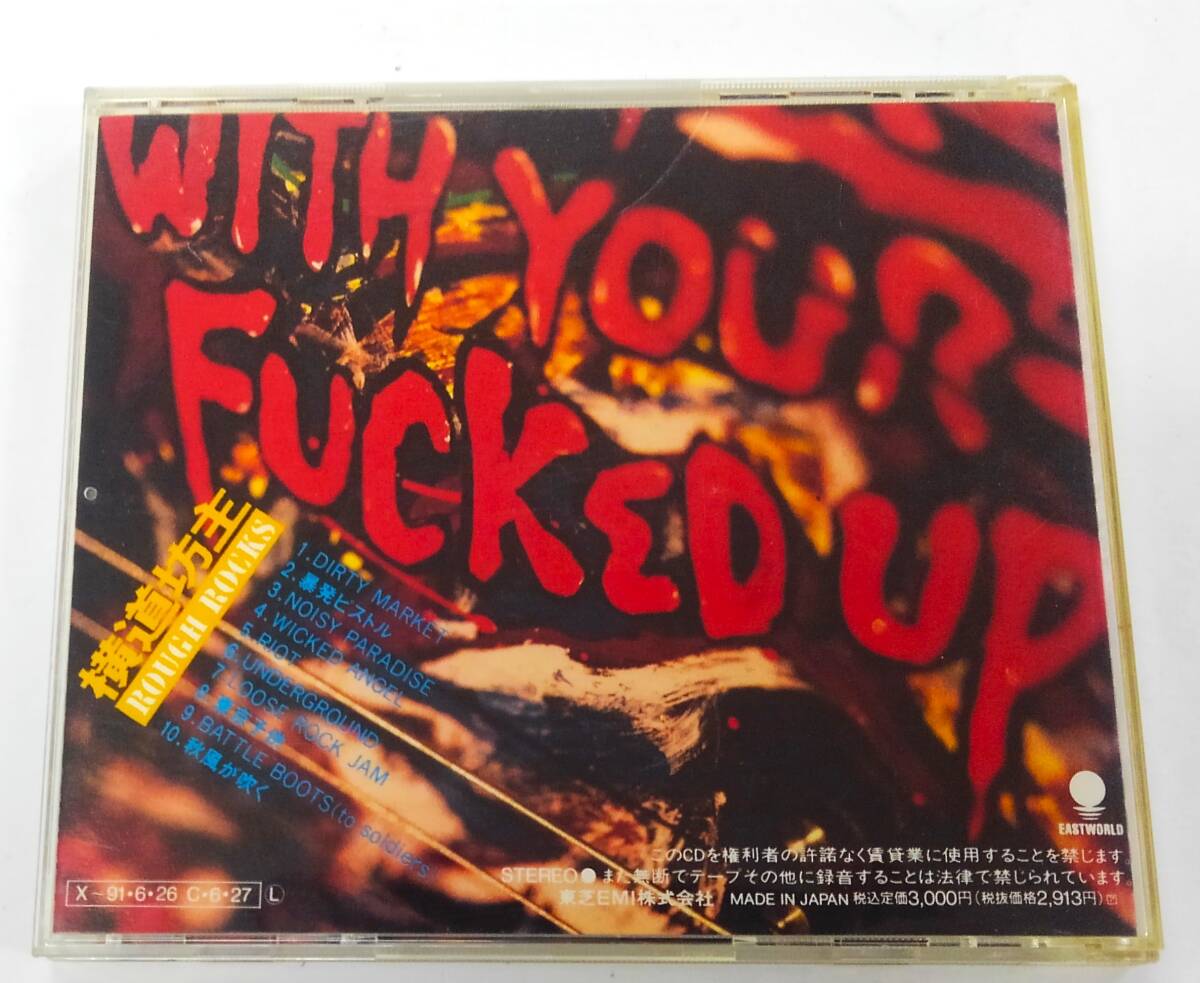 WITH YOU?
FUCKED UP
横道坊主
ROUGH ROCKS
1. DIRTY MARKET
2. 暴発ピストル
3. NOISY PARADISE
4. WICKED ANGEL
5. RIOT
6. UNDERGROUND
7. LOOSE ROCK JAM
8.
9. BATTLE BOOTS(to soldiers
10. 秋風が吹く
EASTWORLD
このCDを権利者の許諾なく賃貸業に使用することを禁じます。
STEREO●また無断でテープその他に録音することは法律で禁じられています。
東芝EMI株式会社 MADE IN JAPAN 税込定価3,000円(税抜価格2,913円)
X~91・6・26 C・6・27 L